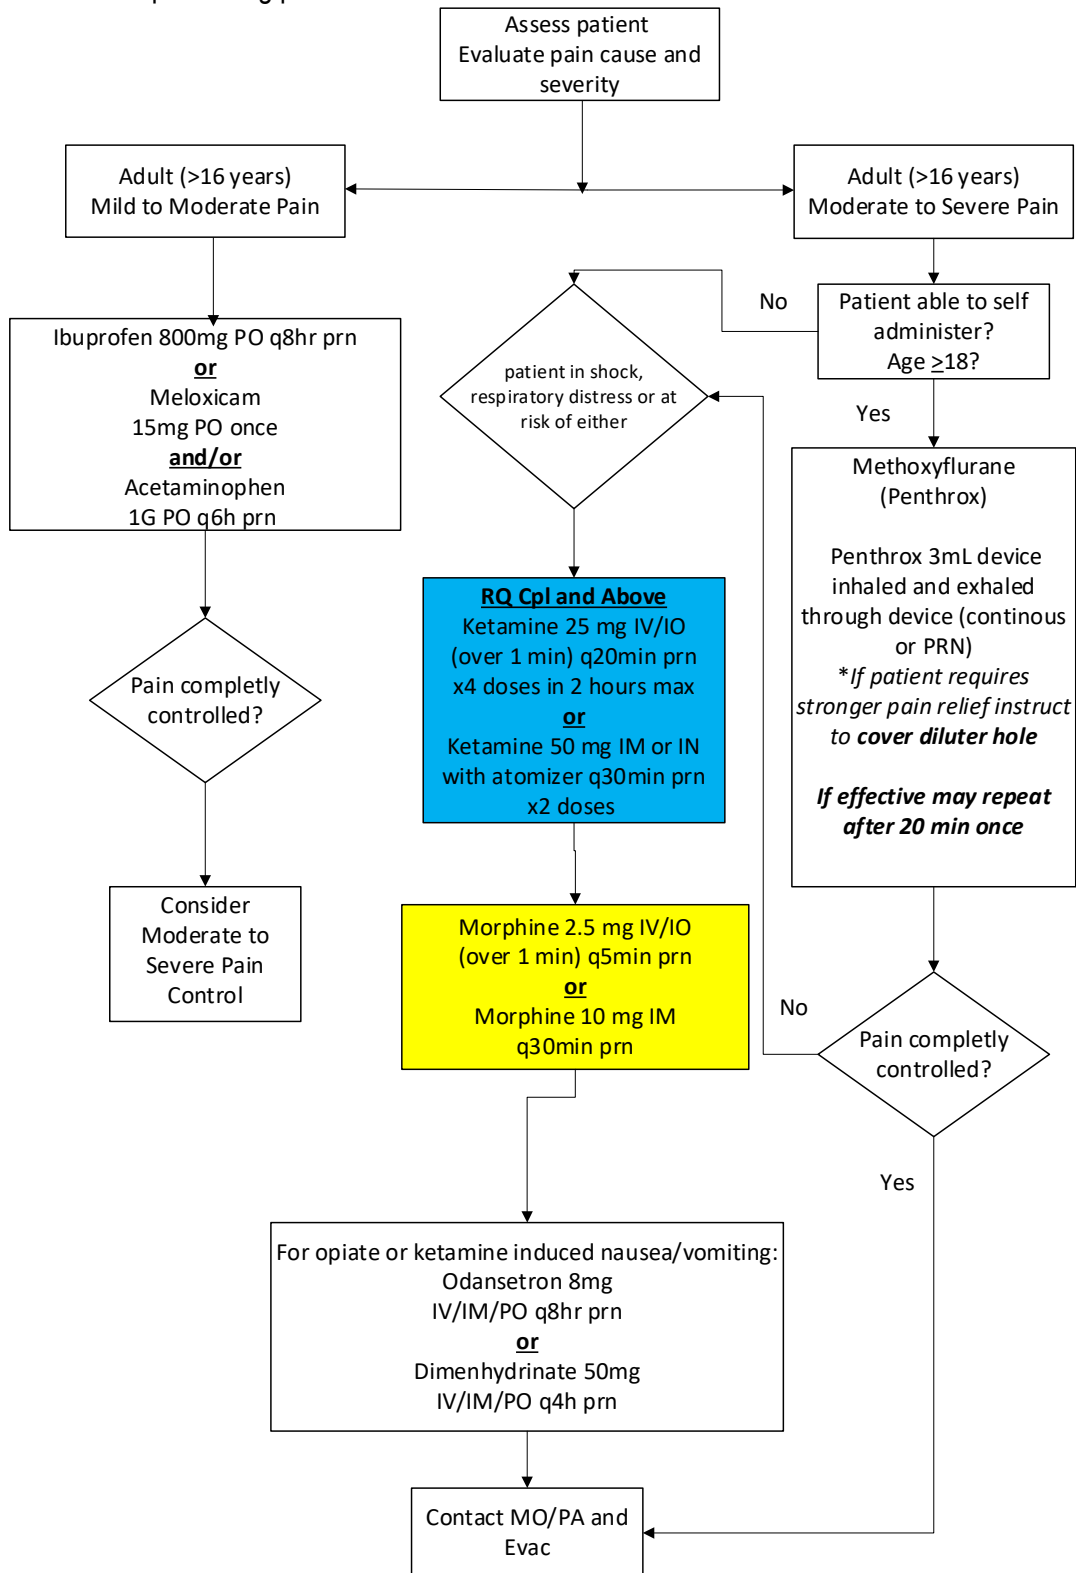 Assess patient
Evaluate pain cause and
severity
Adult (>16 years)
Mild to Moderate Pain
Adult (>16 years)
Moderate to Severe Pain
No
Patient able to self
administer?
Age ≥18?
Yes
Ibuprofen 800mg PO q8hr prn
or
Meloxicam
15mg PO once
and/or
Acetaminophen
1G PO q6h prn
patient in shock,
respiratory distress or at
risk of either
Methoxyflurane
(Penthrox)
Penthrox 3mL device
inhaled and exhaled
through device (continous
or PRN)
*If patient requires
stronger pain relief instruct
to cover diluter hole
If effective may repeat
after 20 min once
RQ Cpl and Above
Ketamine 25 mg IV/IO
(over 1 min) q20min prn
x4 doses in 2 hours max
or
Ketamine 50 mg IM or IN
with atomizer q30min prn
x2 doses
Pain completly
controlled?
Consider
Moderate to
Severe Pain
Control
Morphine 2.5 mg IV/IO
(over 1 min) q5min prn
or
Morphine 10 mg IM
q30min prn
No
Pain completly
controlled?
Yes
For opiate or ketamine induced nausea/vomiting:
Odansetron 8mg
IV/IM/PO q8hr prn
or
Dimenhydrinate 50mg
IV/IM/PO q4h prn
Contact MO/PA and
Evac